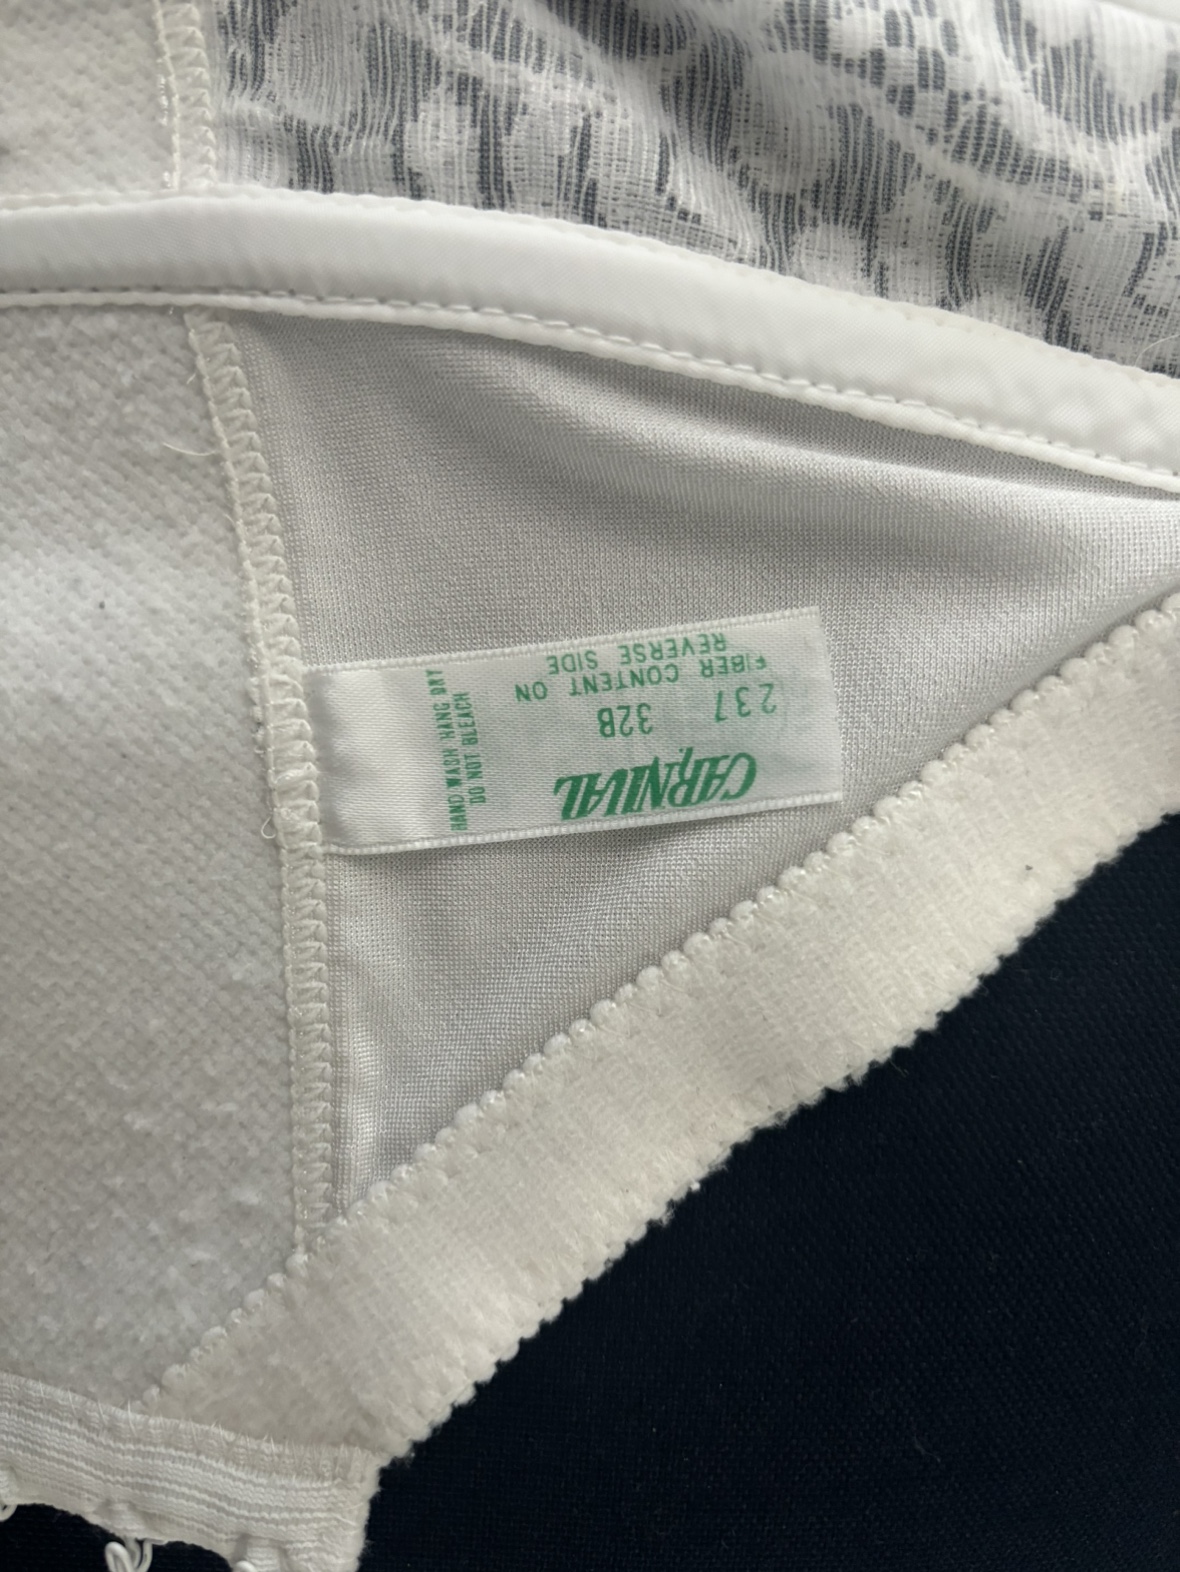 CARNIVAL
237 32B
FIBER CONTENT ON
REVERSE SIDE
HAND WASH HANG DRY
DO NOT BLEACH